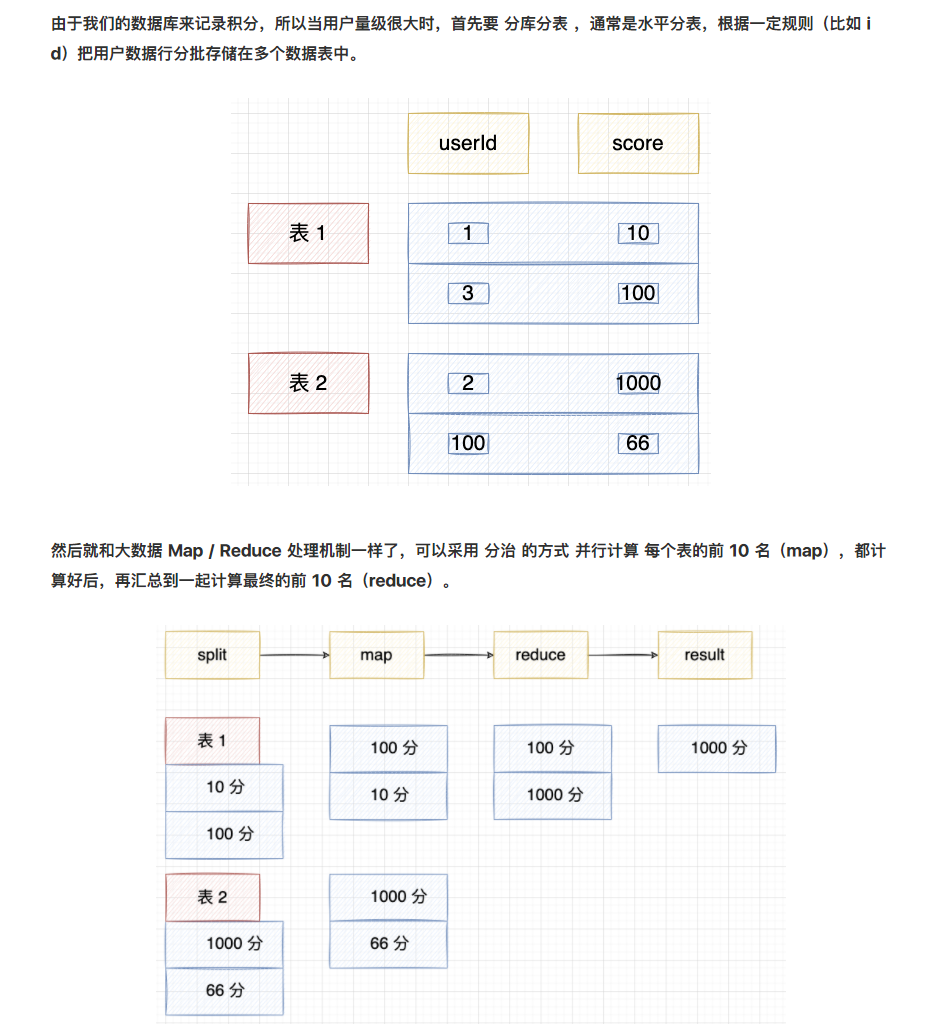 由于我们的数据库来记录积分，所以当用户量级很大时，首先要 分库分表 ，通常是水平分表，根据一定规则（比如 i
d）把用户数据行分批存储在多个数据表中。
userId score
表 1 1 10
3 100
表 2 2 1000
100 66
然后就和大数据 Map / Reduce 处理机制一样了，可以采用 分治 的方式 并行计算 每个表的前 10 名（map），都计
算好后，再汇总到一起计算最终的前 10 名（reduce）。
split map reduce result
表 1 100 分 100 分 1000 分
10 分 10 分 1000 分
100 分
表 2 1000 分
1000 分 66 分
66 分